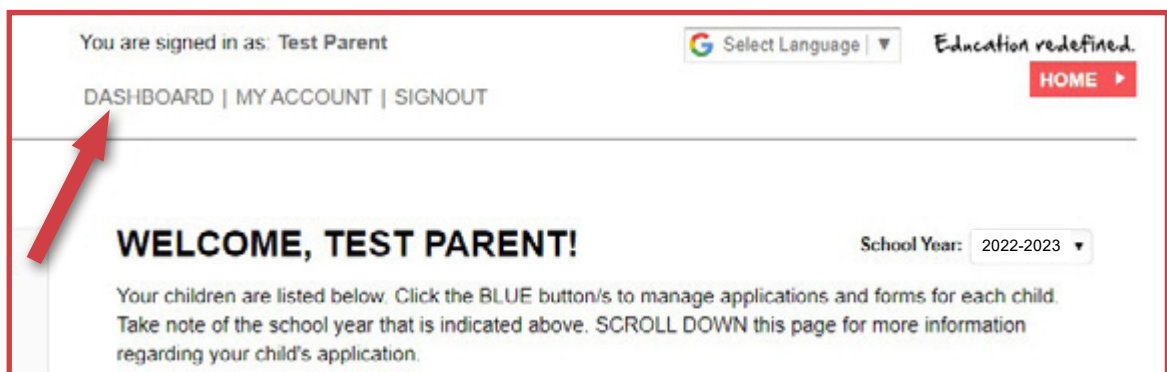 You are signed in as: Test Parent
Select Language ▼
Education redefined.
HOME ▶
DASHBOARD | MY ACCOUNT | SIGNOUT
WELCOME, TEST PARENT!
School Year: 2022-2023 ▼
Your children are listed below. Click the BLUE button/s to manage applications and forms for each child.
Take note of the school year that is indicated above. SCROLL DOWN this page for more information
regarding your child's application.